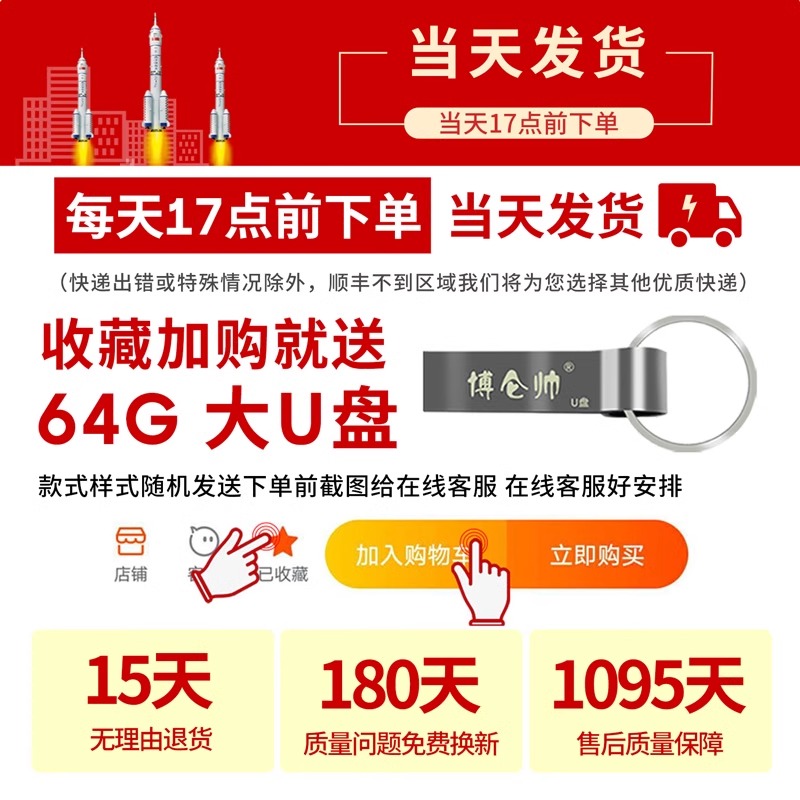 当天发货
当天17点前下单
每天17点前下单 当天发货
（快递出错或特殊情况除外，顺丰不到区域我们将为您选择其他优质快递）
收藏加购就送
64G 大U盘
博仓帅®
U盘
款式样式随机发送下单前截图给在线客服 在线客服好安排
加入购物车 立即购买
店铺 客 已收藏
15天 180天 1095天
无理由退货 质量问题免费换新 售后质量保障